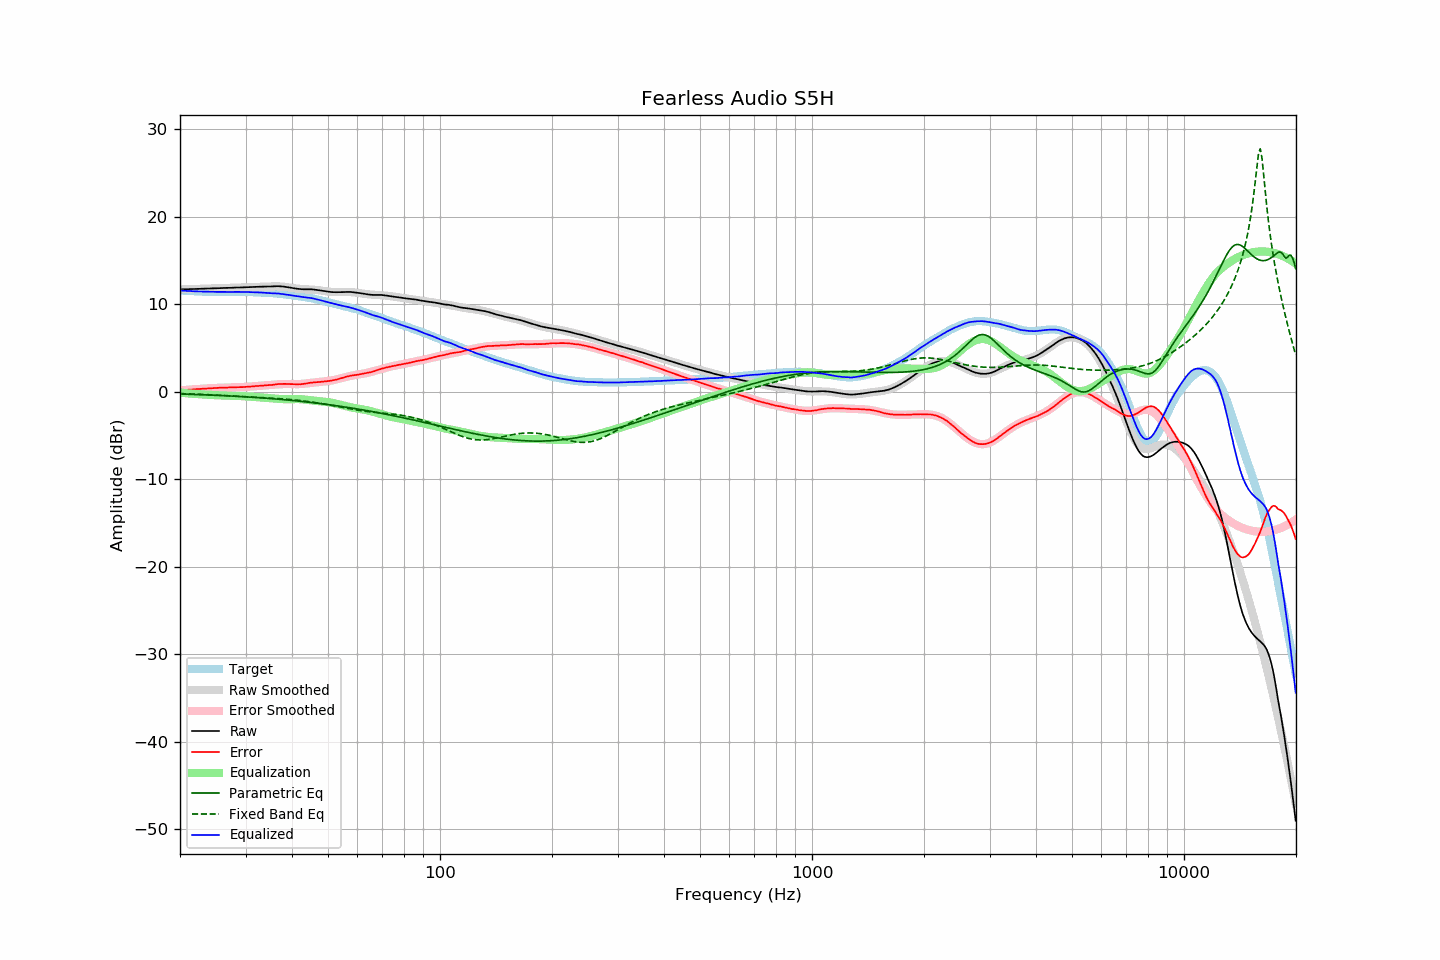 Fearless Audio S5H
30
20
10
0
−10
−20
−30
−40
−50
Amplitude (dBr)
Target
Raw Smoothed
Error Smoothed
Raw
Error
Equalization
Parametric Eq
Fixed Band Eq
Equalized
100
1000
10000
Frequency (Hz)